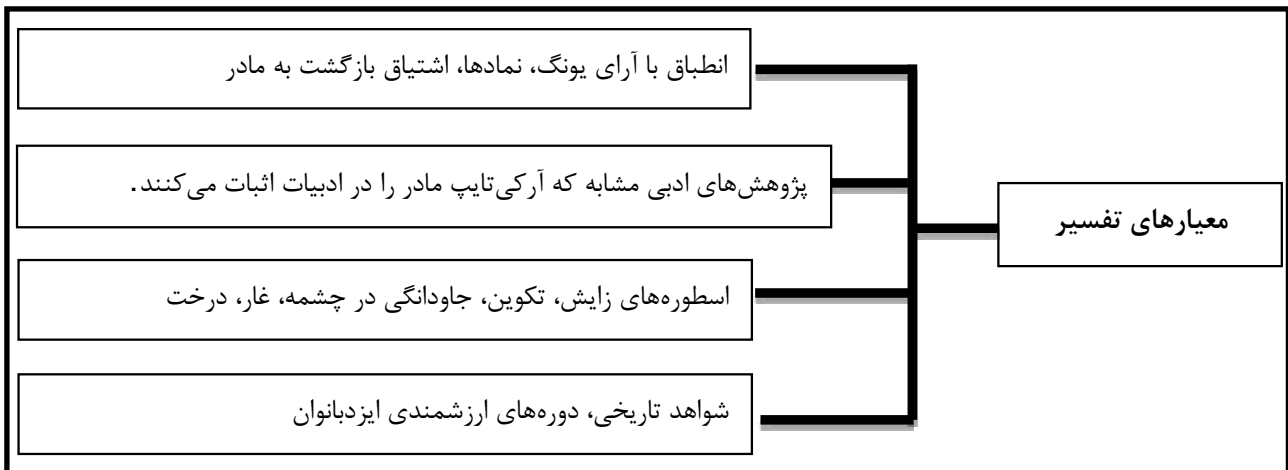 معیارهای تفسیر
انطباق با آرای یونگ، نمادها، اشتیاق بازگشت به مادر
پژوهش‌های ادبی مشابه که آرکی‌تایپ مادر را در ادبیات اثبات می‌کنند.
اسطوره‌های زایش، تکوین، جاودانگی در چشمه، غار، درخت
شواهد تاریخی، دوره‌های ارزشمندی ایزدبانوان